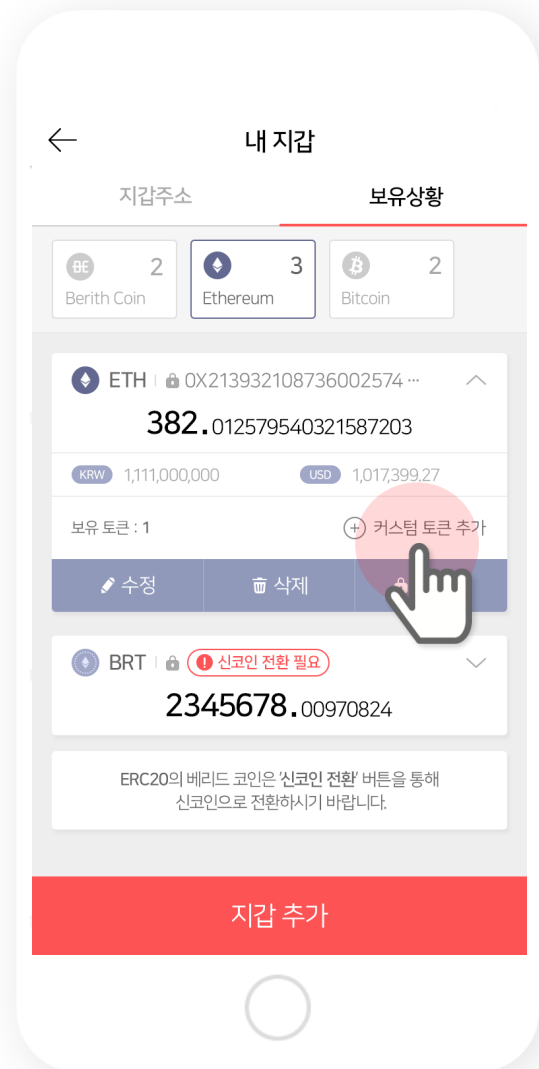 내 지갑
지갑주소 보유상황
2 3 2
Berith Coin Ethereum Bitcoin
ETH 0X213932108736002574 ···
382.012579540321587203
KRW 1,111,000,000 USD 1,017,399.27
보유 토큰 : 1 커스텀 토큰 추가
수정 삭제
BRT 신코인 전환 필요
2345678.00970824
ERC20의 베리드 코인은 '신코인 전환' 버튼을 통해
신코인으로 전환하시기 바랍니다.
지갑 추가